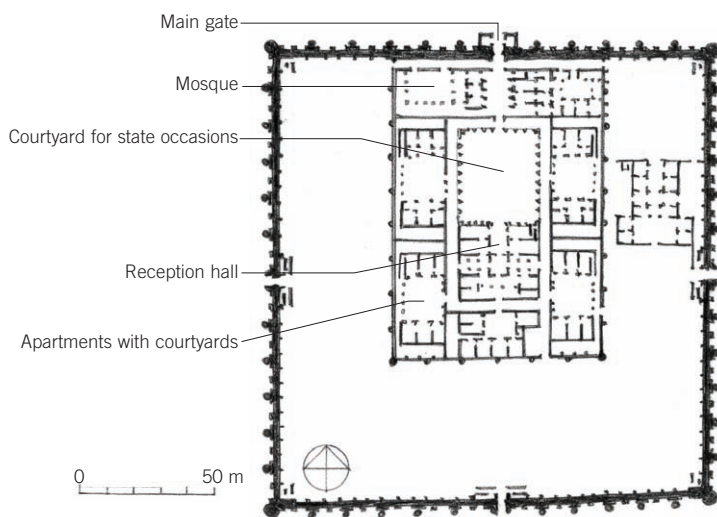 Main gate
Mosque
Courtyard for state occasions
Reception hall
Apartments with courtyards
0 50 m